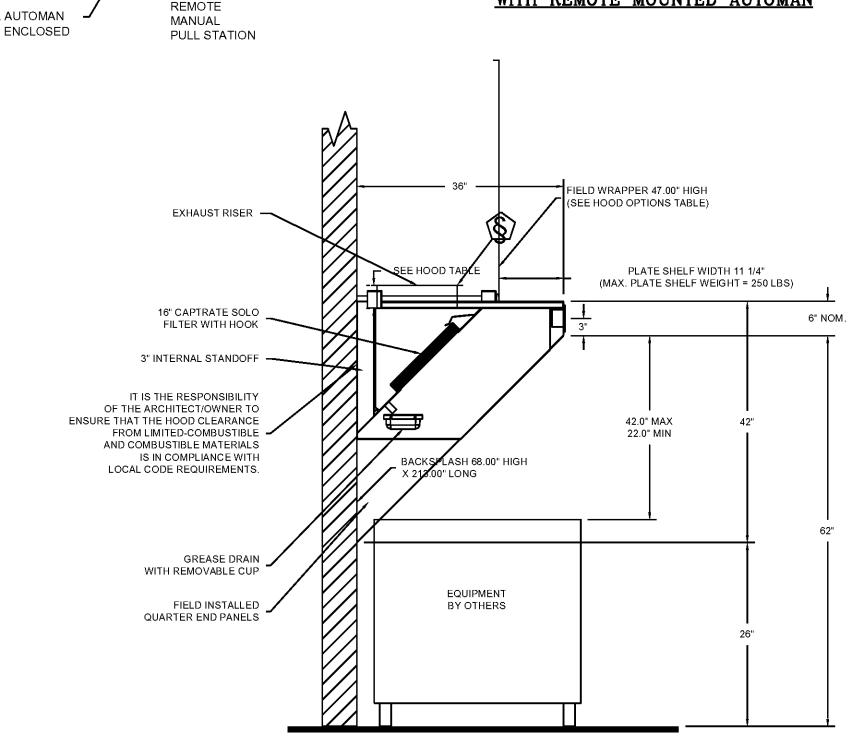 WITH REMOTE MOUNTED AUTOMAN
AUTOMAN
ENCLOSED
REMOTE
MANUAL
PULL STATION
36"
FIELD WRAPPER 47.00" HIGH
(SEE HOOD OPTIONS TABLE)
EXHAUST RISER
SEE HOOD TABLE
PLATE SHELF WIDTH 11 1/4"
(MAX. PLATE SHELF WEIGHT = 250 LBS)
16" CAPTRATE SOLO
FILTER WITH HOOK
3"
6" NOM.
3" INTERNAL STANDOFF
IT IS THE RESPONSIBILITY
OF THE ARCHITECT/OWNER TO
ENSURE THAT THE HOOD CLEARANCE
FROM LIMITED-COMBUSTIBLE
AND COMBUSTIBLE MATERIALS
IS IN COMPLIANCE WITH
LOCAL CODE REQUIREMENTS.
42.0" MAX
22.0" MIN
42"
BACKSPLASH 68.00" HIGH
X 213.00" LONG
62"
GREASE DRAIN
WITH REMOVABLE CUP
EQUIPMENT
BY OTHERS
FIELD INSTALLED
QUARTER END PANELS
26"